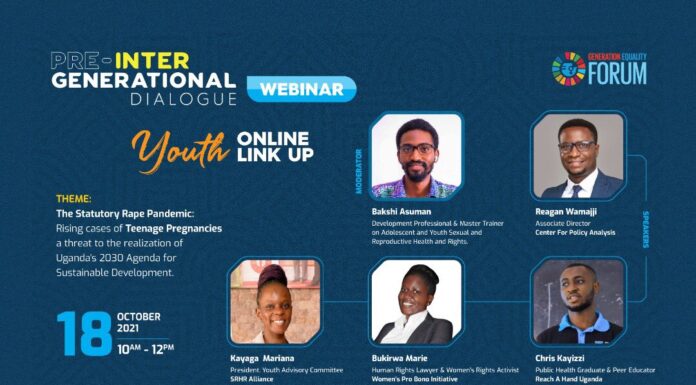 PRE-INTER
GENERATIONAL
DIALOGUE
WEBINAR
GENERATION EQUALITY
FORUM
Youth ONLINE
LINK UP
THEME:
The Statutory Rape Pandemic:
Rising cases of Teenage Pregnancies
a threat to the realization of
Uganda's 2030 Agenda for
Sustainable Development.
18 OCTOBER
2021
10AM - 12PM
MODERATOR
Bakshi Asuman
Development Professional & Master Trainer
on Adolescent and Youth Sexual and
Reproductive Health and Rights.
SPEAKERS
Reagan Wamajji
Associate Director
Center For Policy Analysis
Kayaga Mariana
President. Youth Advisory Committee
SRHR Alliance
Bukirwa Marie
Human Rights Lawyer & Women's Rights Activist
Women's Pro Bono Initiative
Chris Kayizzi
Public Health Graduate & Peer Educator
Reach A Hand Uganda